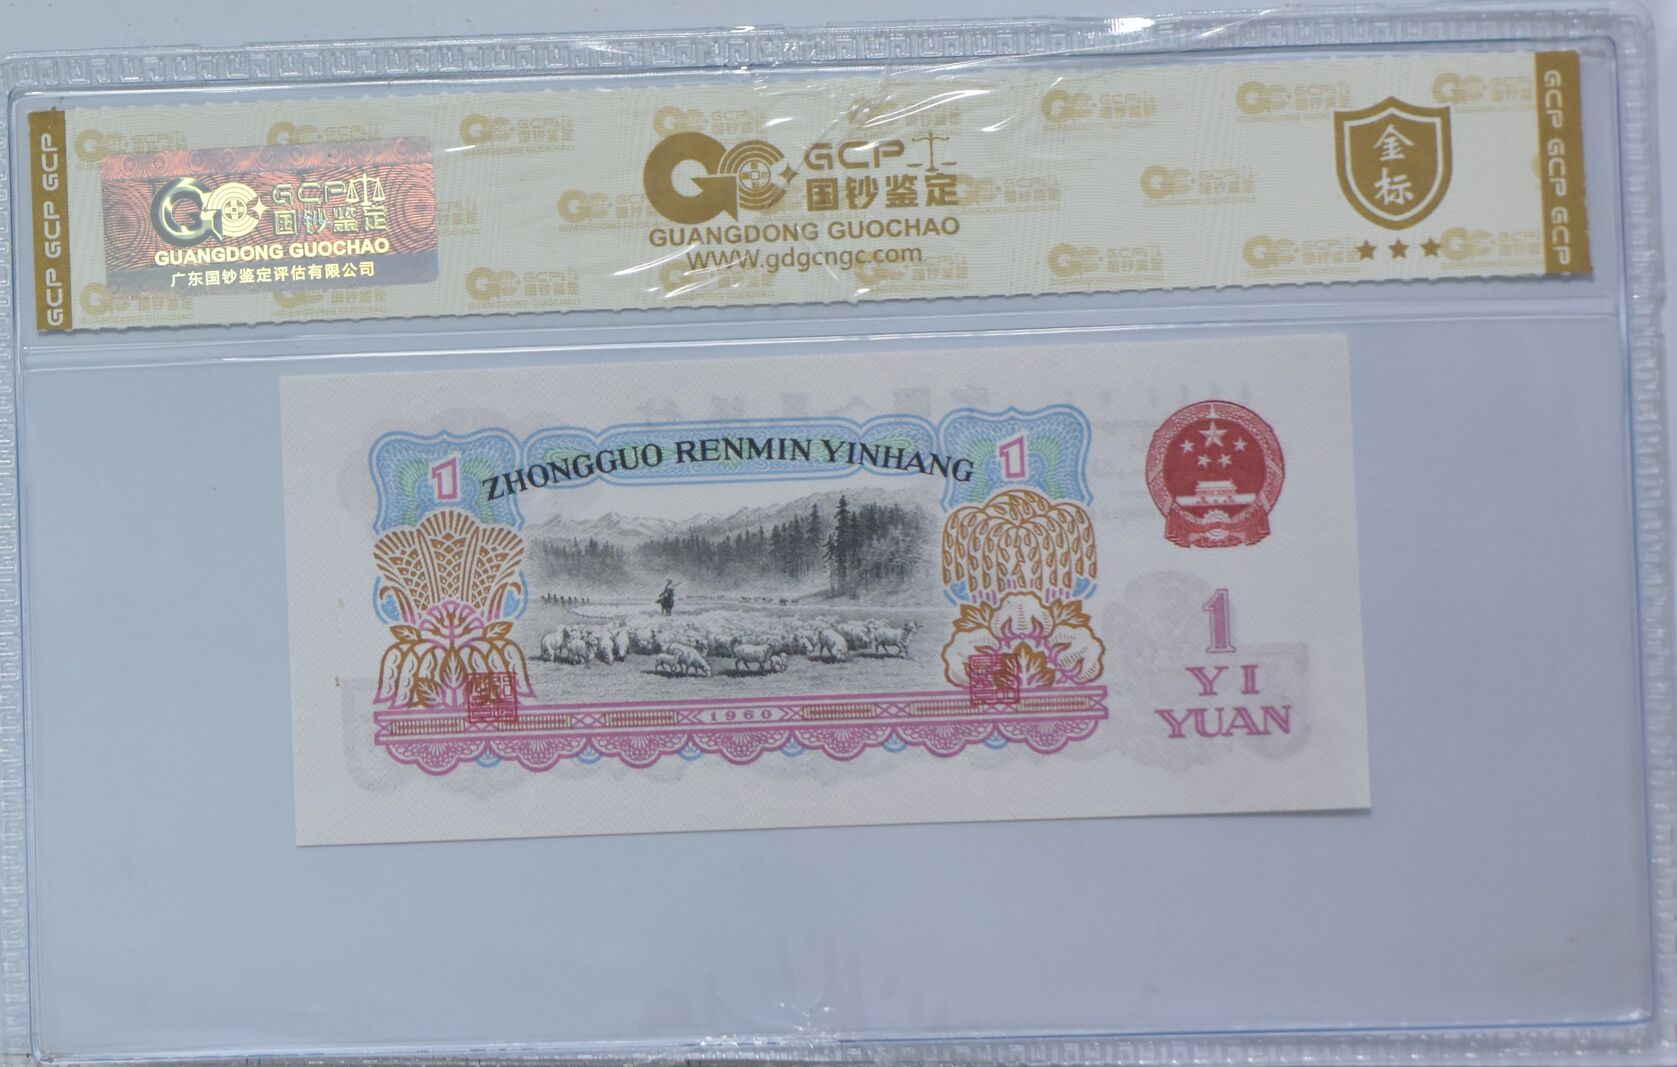 GCP GCP GCP
GCP
国钞鉴定
GUANGDONG GUOCHAO
广东国钞鉴定评估有限公司
GCP
国钞鉴定
GUANGDONG GUOCHAO
www.gdgcngc.com
金标
GCP GCP GCP
ZHONGGUO RENMIN YINHANG
1
1
1960
1
YI
YUAN